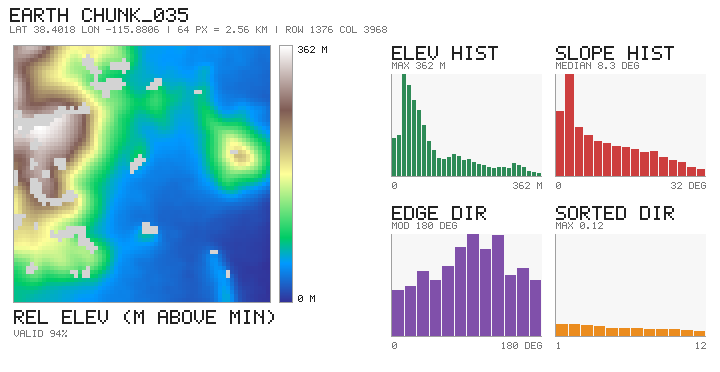 EARTH CHUNK_035
LAT 38.4018 LON -115.8806 | 64 PX = 2.56 KM | ROW 1376 COL 3968
362 M
0 M
REL ELEV (M ABOVE MIN)
VALID 94%
ELEV HIST
MAX 362 M
0 362 M
SLOPE HIST
MEDIAN 8.3 DEG
0 32 DEG
EDGE DIR
MOD 180 DEG
0 180 DEG
SORTED DIR
MAX 0.12
1 12